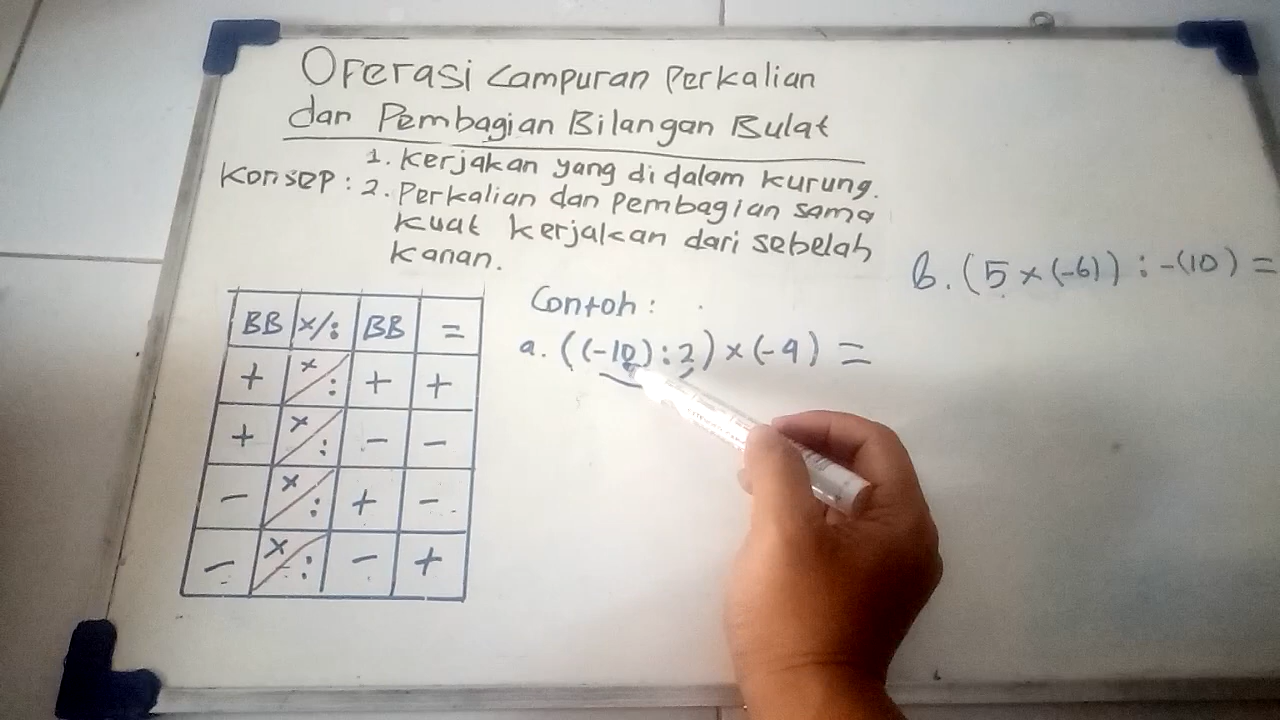 Operasi Campuran Perkalian
dan Pembagian Bilangan Bulat
Konsep : 1. Kerjakan yang di dalam kurung.
2. Perkalian dan pembagian sama
kuat kerjakan dari sebelah
kanan.
BB ×/: BB =
+ ×/: + +
+ ×/: - -
- ×/: + -
- ×/: - +
Contoh :
a. ((-10) : 2) × (-4) =
b. (5 × (-6)) : -(10) =